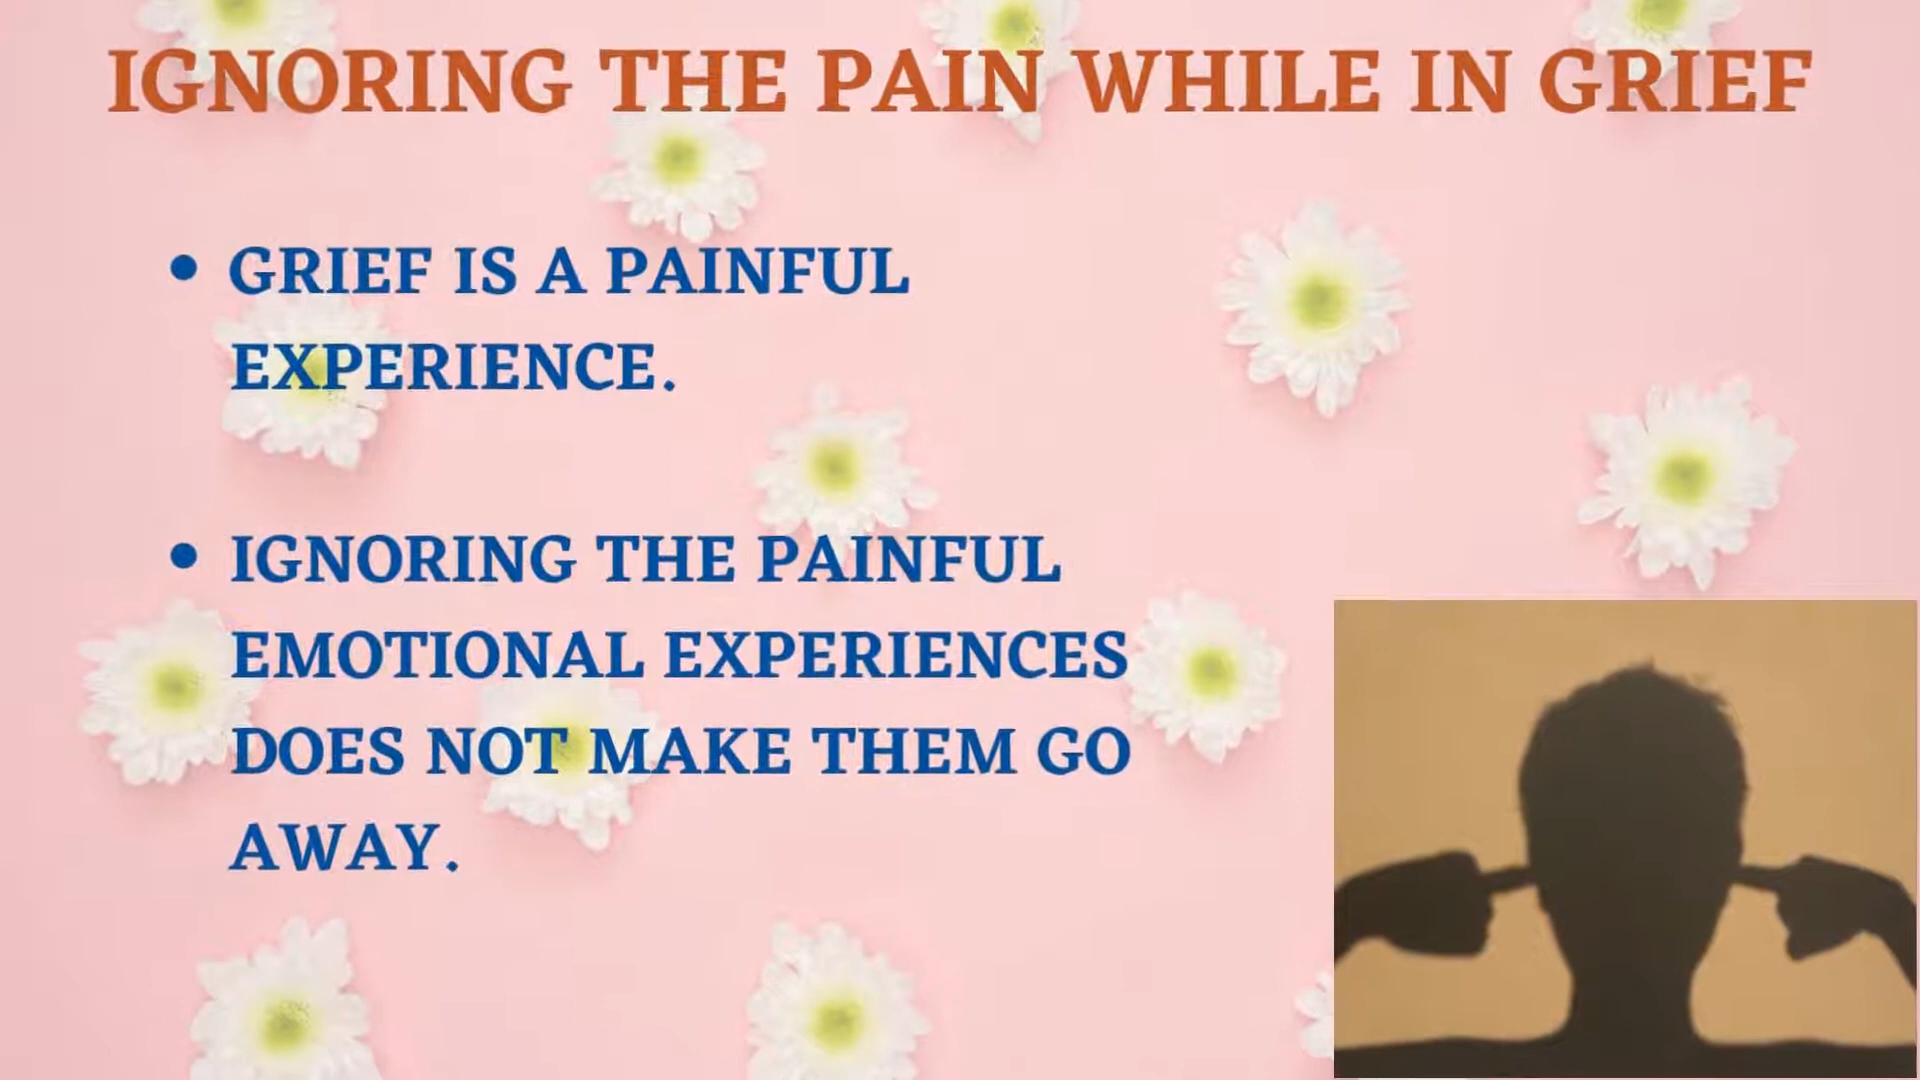 IGNORING THE PAIN WHILE IN GRIEF
• GRIEF IS A PAINFUL
EXPERIENCE.
• IGNORING THE PAINFUL
EMOTIONAL EXPERIENCES
DOES NOT MAKE THEM GO
AWAY.